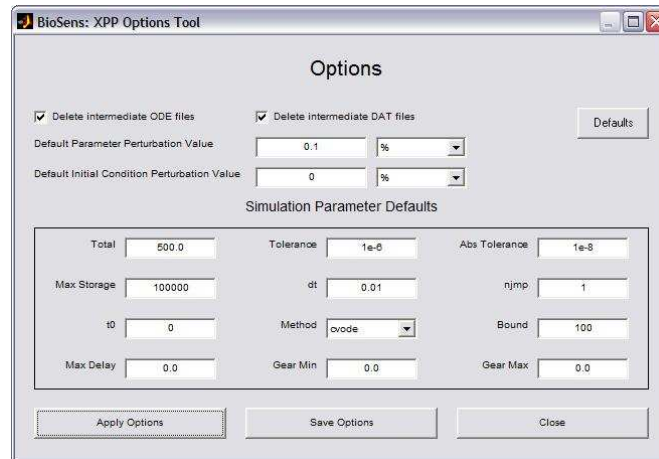 BioSens: XPP Options Tool
Options
Delete intermediate ODE files Delete intermediate DAT files
Defaults
Default Parameter Perturbation Value 0.1 %
Default Initial Condition Perturbation Value 0 %
Simulation Parameter Defaults
Total 500.0 Tolerance 1e-6 Abs Tolerance 1e-8
Max Storage 100000 dt 0.01 njmp 1
t0 0 Method cvode Bound 100
Max Delay 0.0 Gear Min 0.0 Gear Max 0.0
Apply Options Save Options Close